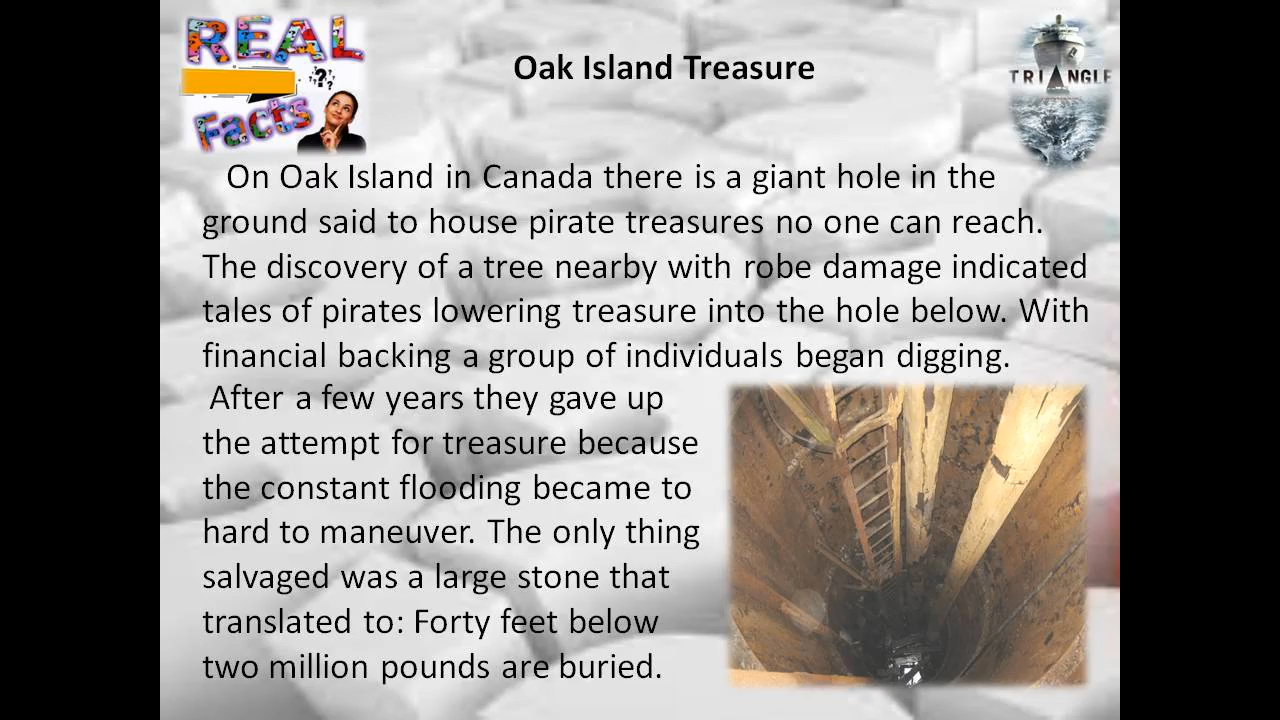 REAL
Facts
Oak Island Treasure
TRIANGLE
On Oak Island in Canada there is a giant hole in the
ground said to house pirate treasures no one can reach.
The discovery of a tree nearby with robe damage indicated
tales of pirates lowering treasure into the hole below. With
financial backing a group of individuals began digging.
After a few years they gave up
the attempt for treasure because
the constant flooding became to
hard to maneuver. The only thing
salvaged was a large stone that
translated to: Forty feet below
two million pounds are buried.